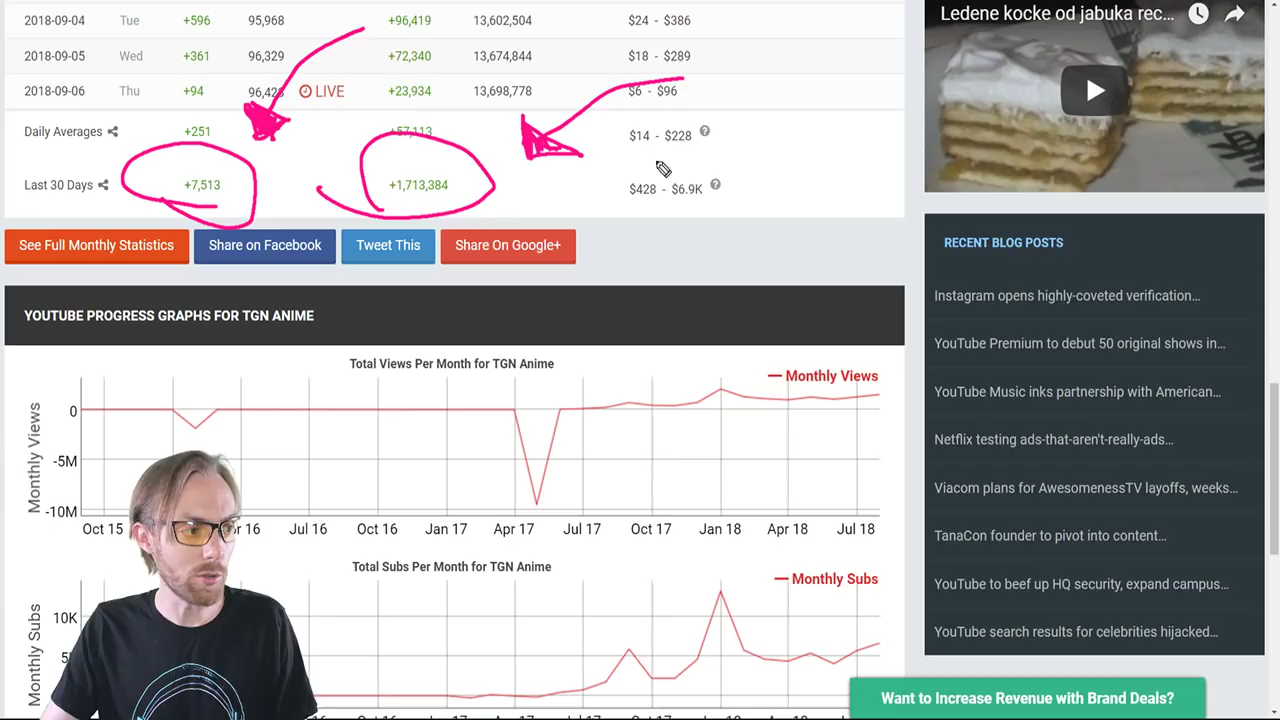 2018-09-04 Tue +596 95,968 +96,419 13,602,504 $24 - $386
2018-09-05 Wed +361 96,329 +72,340 13,674,844 $18 - $289
2018-09-06 Thu +94 96,423 LIVE +23,934 13,698,778 $6 - $96
Daily Averages +251 +57,113 $14 - $228
Last 30 Days +7,513 +1,713,384 $428 - $6.9K
See Full Monthly Statistics
Share on Facebook
Tweet This
Share On Google+
YOUTUBE PROGRESS GRAPHS FOR TGN ANIME
Total Views Per Month for TGN Anime
Monthly Views
Monthly Views
0
-5M
-10M
Oct 15 Apr 16 Jul 16 Oct 16 Jan 17 Apr 17 Jul 17 Oct 17 Jan 18 Apr 18 Jul 18
Total Subs Per Month for TGN Anime
Monthly Subs
Monthly Subs
10K
Ledene kocke od jabuka rec...
RECENT BLOG POSTS
Instagram opens highly-coveted verification...
YouTube Premium to debut 50 original shows in...
YouTube Music inks partnership with American...
Netflix testing ads-that-aren't-really-ads...
Viacom plans for AwesomenessTV layoffs, weeks...
TanaCon founder to pivot into content...
YouTube to beef up HQ security, expand campus...
YouTube search results for celebrities hijacked...
Want to Increase Revenue with Brand Deals?